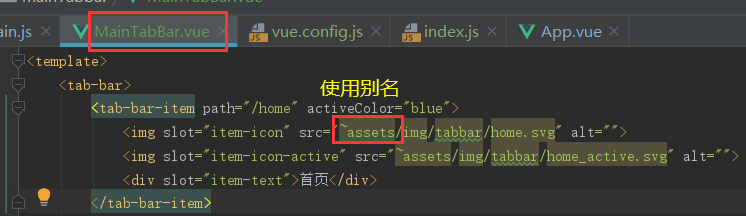 MainTabBar.vue
ain.js MainTabBar.vue vue.config.js index.js App.vue
<template>
<tab-bar>
使用别名
<tab-bar-item path="/home" activeColor="blue">
<img slot="item-icon" src="~assets/img/tabbar/home.svg" alt="">
<img slot="item-icon-active" src="~assets/img/tabbar/home_active.svg" alt="">
<div slot="item-text">首页</div>
</tab-bar-item>